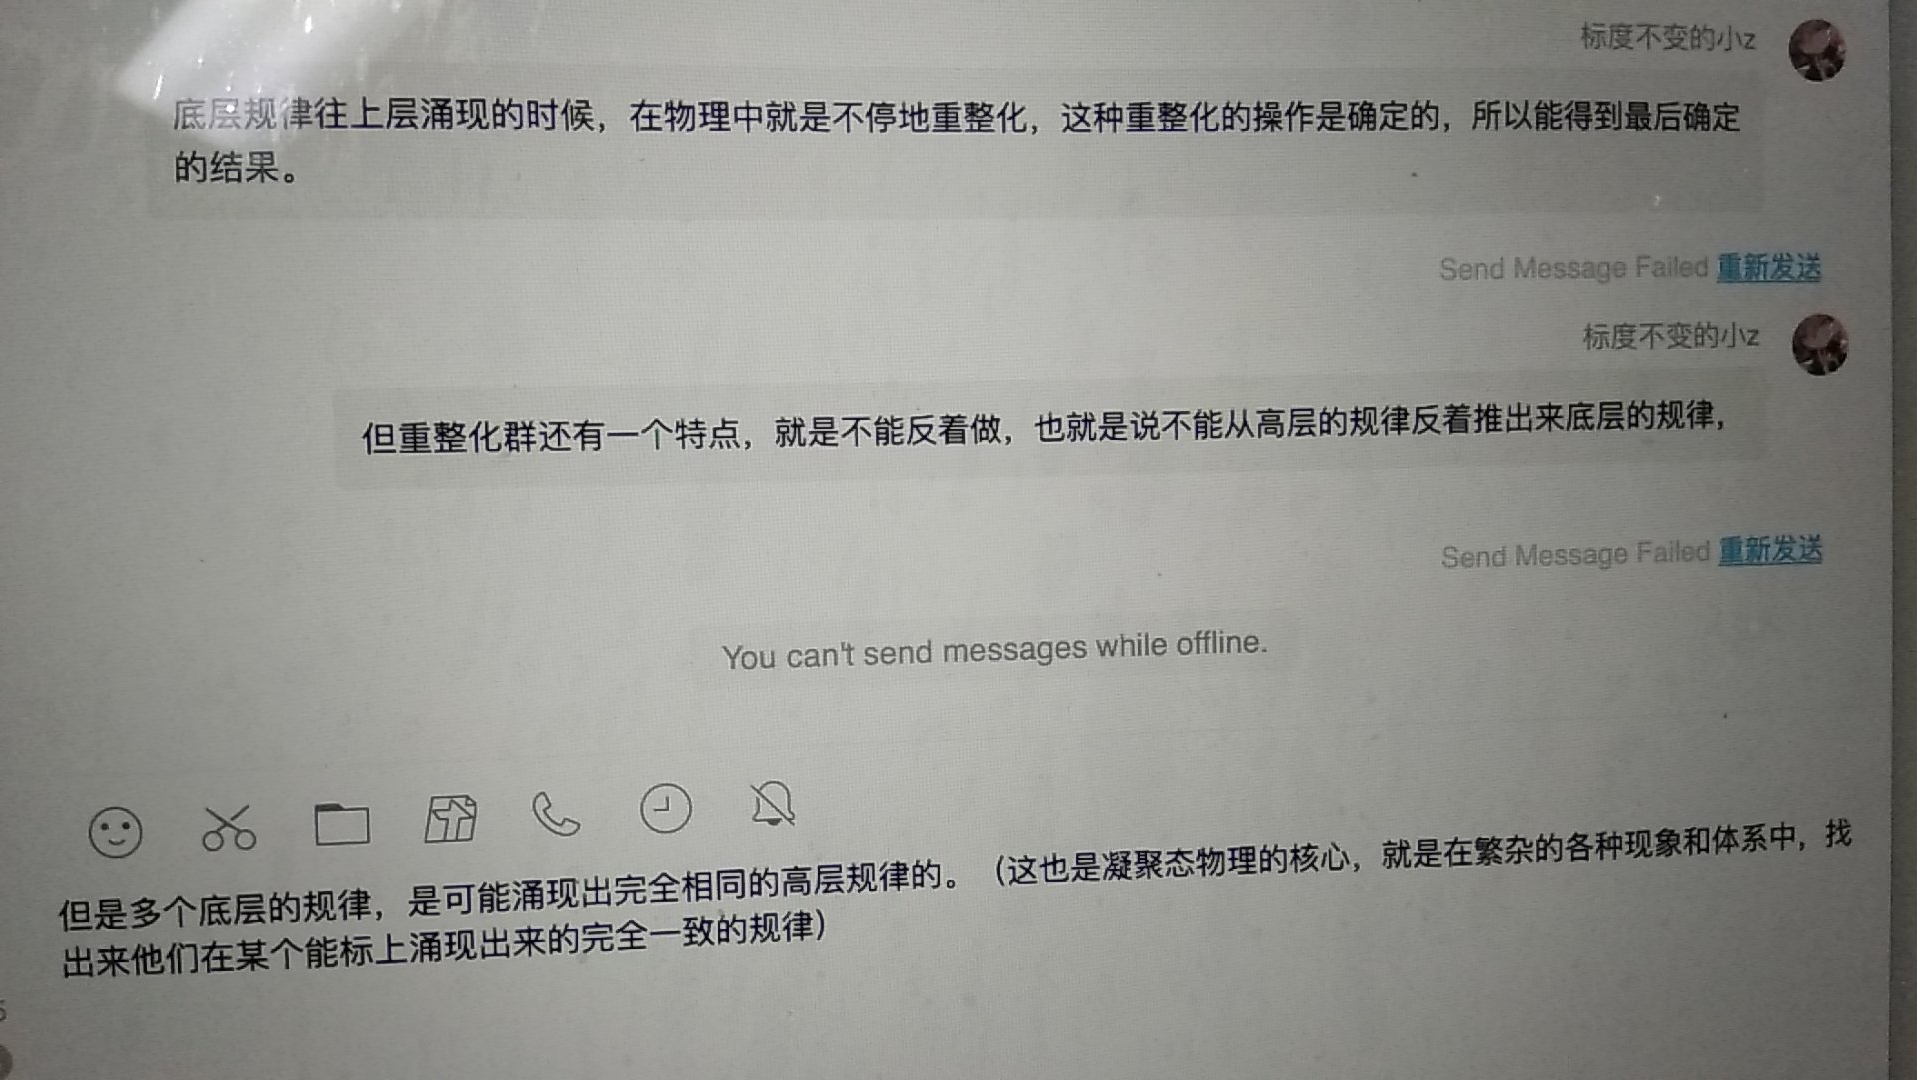 标度不变的小z
底层规律往上层涌现的时候，在物理中就是不停地重整化，这种重整化的操作是确定的，所以能得到最后确定
的结果。
Send Message Failed 重新发送
标度不变的小z
但重整化群还有一个特点，就是不能反着做，也就是说不能从高层的规律反着推出来底层的规律，
Send Message Failed 重新发送
You can't send messages while offline.
但是多个底层的规律，是可能涌现出完全相同的高层规律的。（这也是凝聚态物理的核心，就是在繁杂的各种现象和体系中，找
出来他们在某个能标上涌现出来的完全一致的规律）